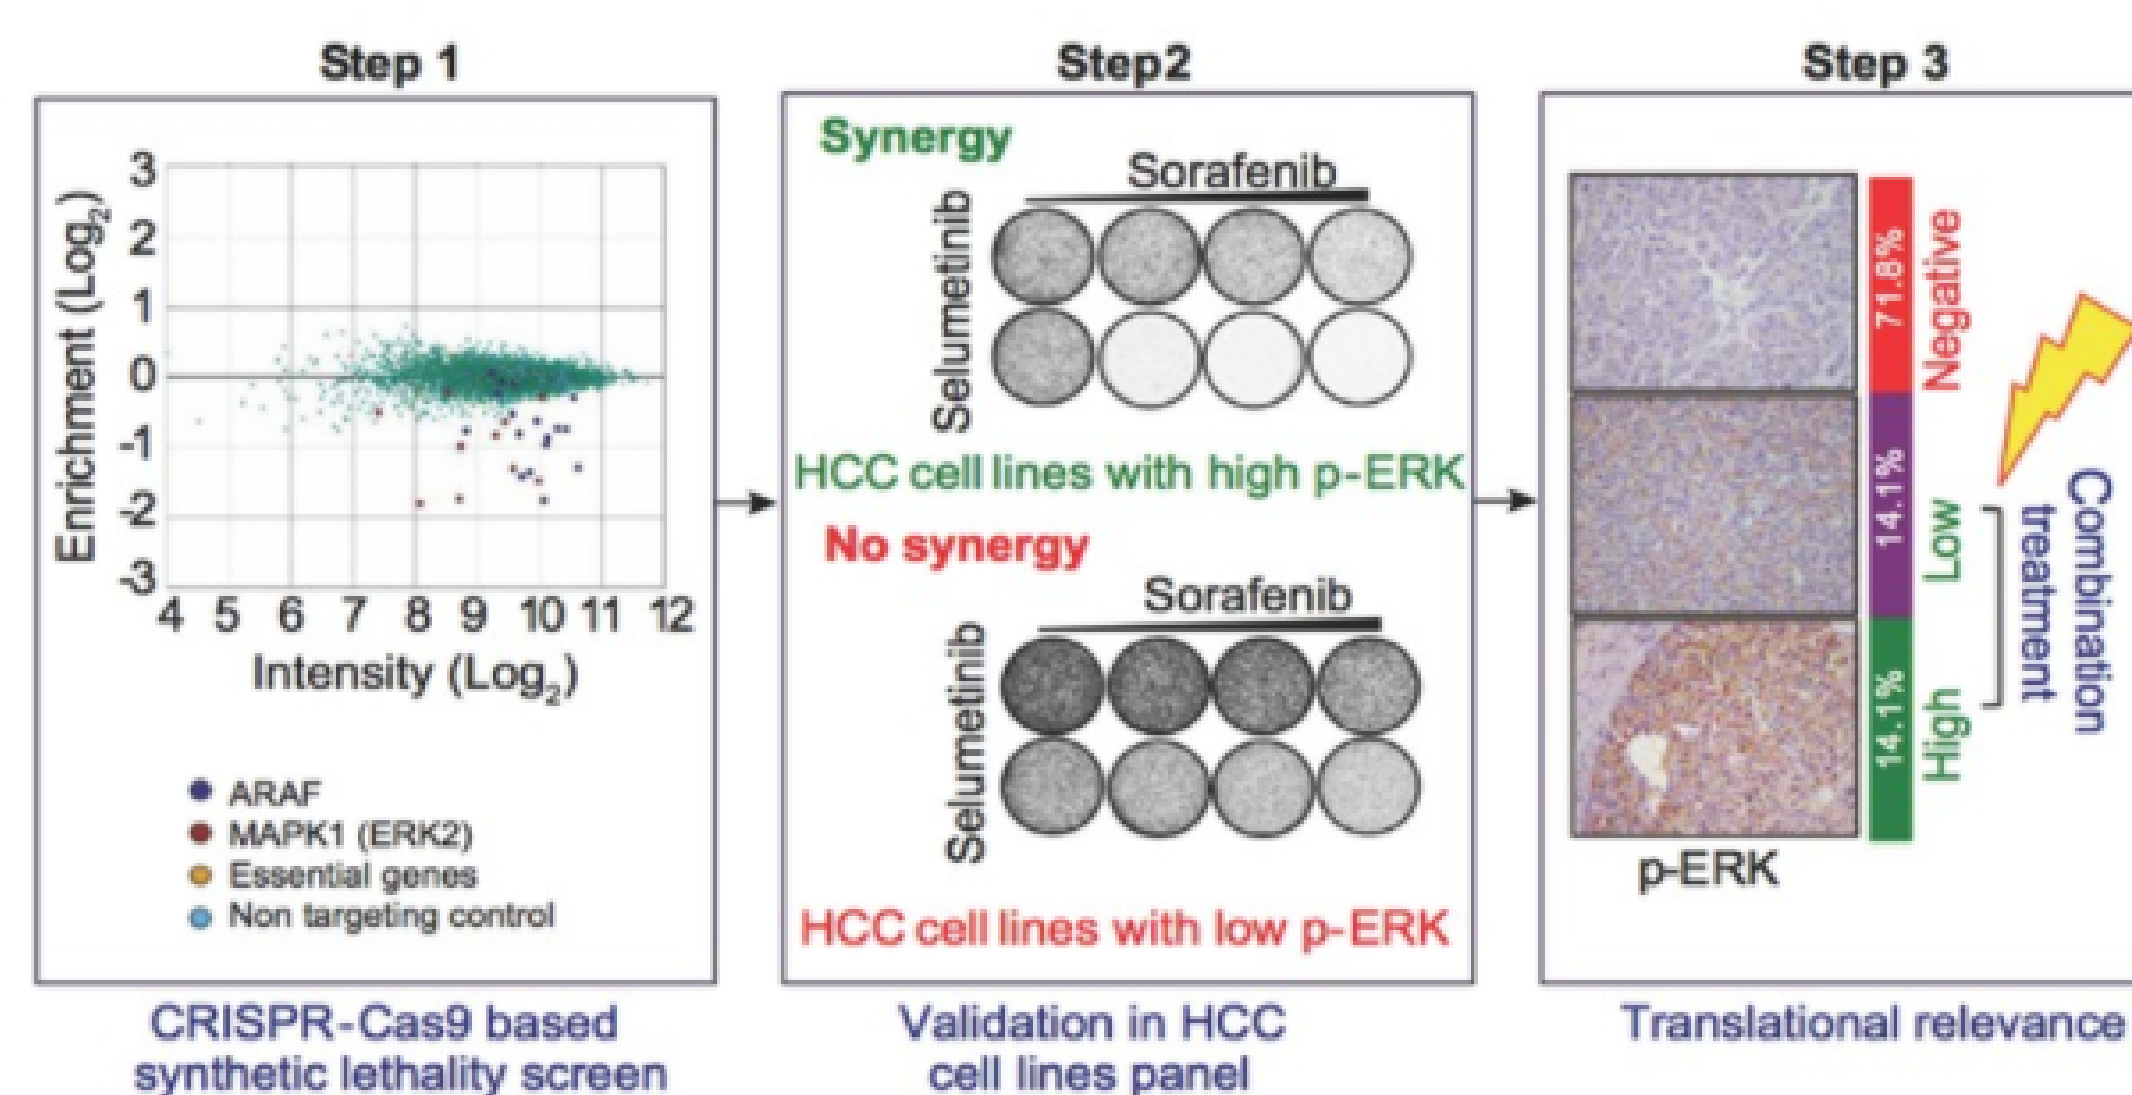 Step 1
Enrichment (Log2)
3
2
1
0
-1
-2
-3
4 5 6 7 8 9 10 11 12
Intensity (Log2)
ARAF
MAPK1 (ERK2)
Essential genes
Non targeting control
CRISPR-Cas9 based
synthetic lethality screen
Step2
Synergy
Sorafenib
Selumetinib
HCC cell lines with high p-ERK
No synergy
Sorafenib
Selumetinib
HCC cell lines with low p-ERK
Validation in HCC
cell lines panel
Step 3
71.8%
Negative
14.1%
Low
14.1%
High
Combination
treatment
p-ERK
Translational relevance